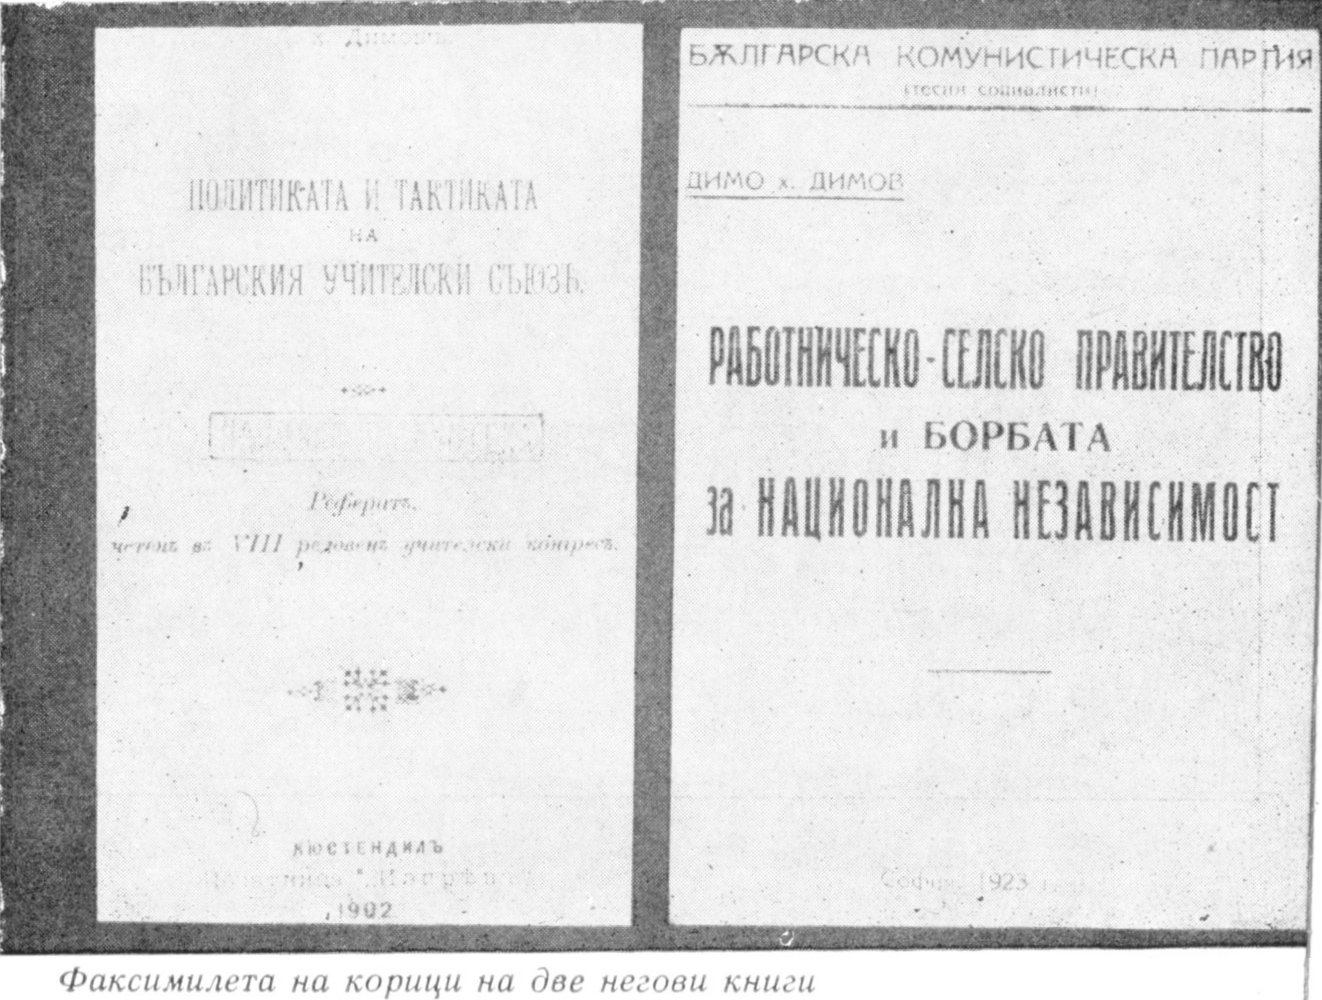 х. Димовъ.
ПОЛИТИКАТА И ТАКТИКАТА
НА
БЪЛГАРСКИЯ УЧИТЕЛСКИ СЪЮЗЪ.
Рефератъ,
четенъ въ VIII редовенъ учителски конгресъ.
КЮСТЕНДИЛЪ
1902
БѪЛГАРСКА КОМУНИСТИЧЕСКА ПАРТИЯ
(тесни социалисти)
ДИМО х. ДИМОВ
РАБОТНИЧЕСКО-СЕЛСКО ПРАВИТЕЛСТВО
и БОРБАТА
за НАЦИОНАЛНА НЕЗАВИСИМОСТ
София, 1923 г.
Факсимилета на корици на две негови книги